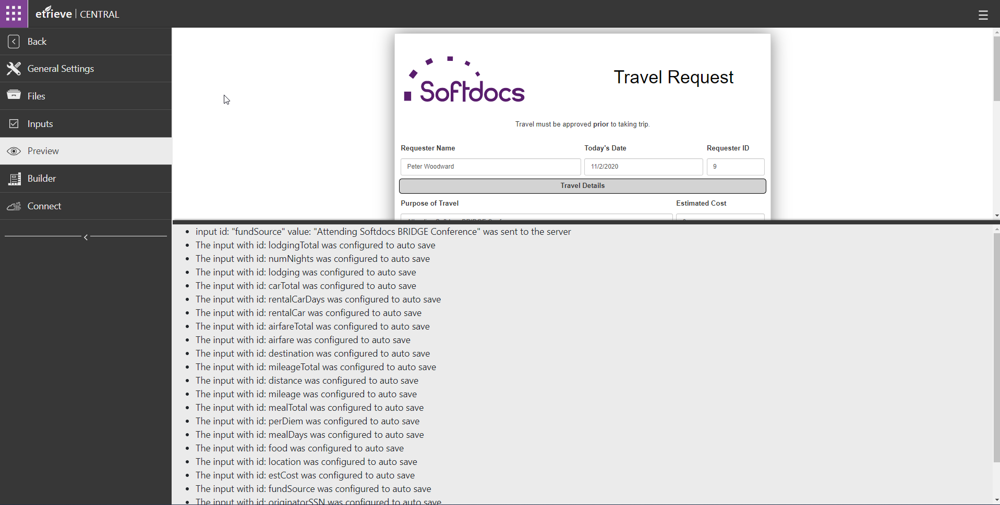 etrieve | CENTRAL
Back
General Settings
Files
Inputs
Preview
Builder
Connect
Softdocs
Travel Request
Travel must be approved prior to taking trip.
Requester Name Today's Date Requester ID
Peter Woodward 11/2/2020 9
Travel Details
Purpose of Travel Estimated Cost
• input id: "fundSource" value: "Attending Softdocs BRIDGE Conference" was sent to the server
• The input with id: lodgingTotal was configured to auto save
• The input with id: numNights was configured to auto save
• The input with id: lodging was configured to auto save
• The input with id: carTotal was configured to auto save
• The input with id: rentalCarDays was configured to auto save
• The input with id: rentalCar was configured to auto save
• The input with id: airfareTotal was configured to auto save
• The input with id: airfare was configured to auto save
• The input with id: destination was configured to auto save
• The input with id: mileageTotal was configured to auto save
• The input with id: distance was configured to auto save
• The input with id: mileage was configured to auto save
• The input with id: mealTotal was configured to auto save
• The input with id: perDiem was configured to auto save
• The input with id: mealDays was configured to auto save
• The input with id: food was configured to auto save
• The input with id: location was configured to auto save
• The input with id: estCost was configured to auto save
• The input with id: fundSource was configured to auto save
• The input with id: originatorSSN was configured to auto save